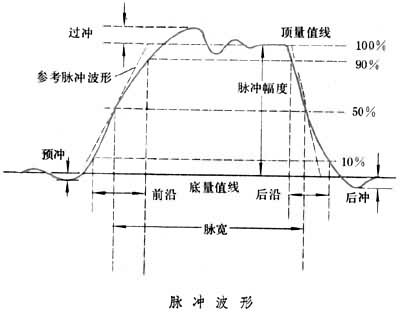 过冲
顶量值线
100%
90%
参考脉冲波形
脉冲幅度
50%
预冲
10%
前沿
底量值线
后沿
后冲
脉宽
脉冲波形